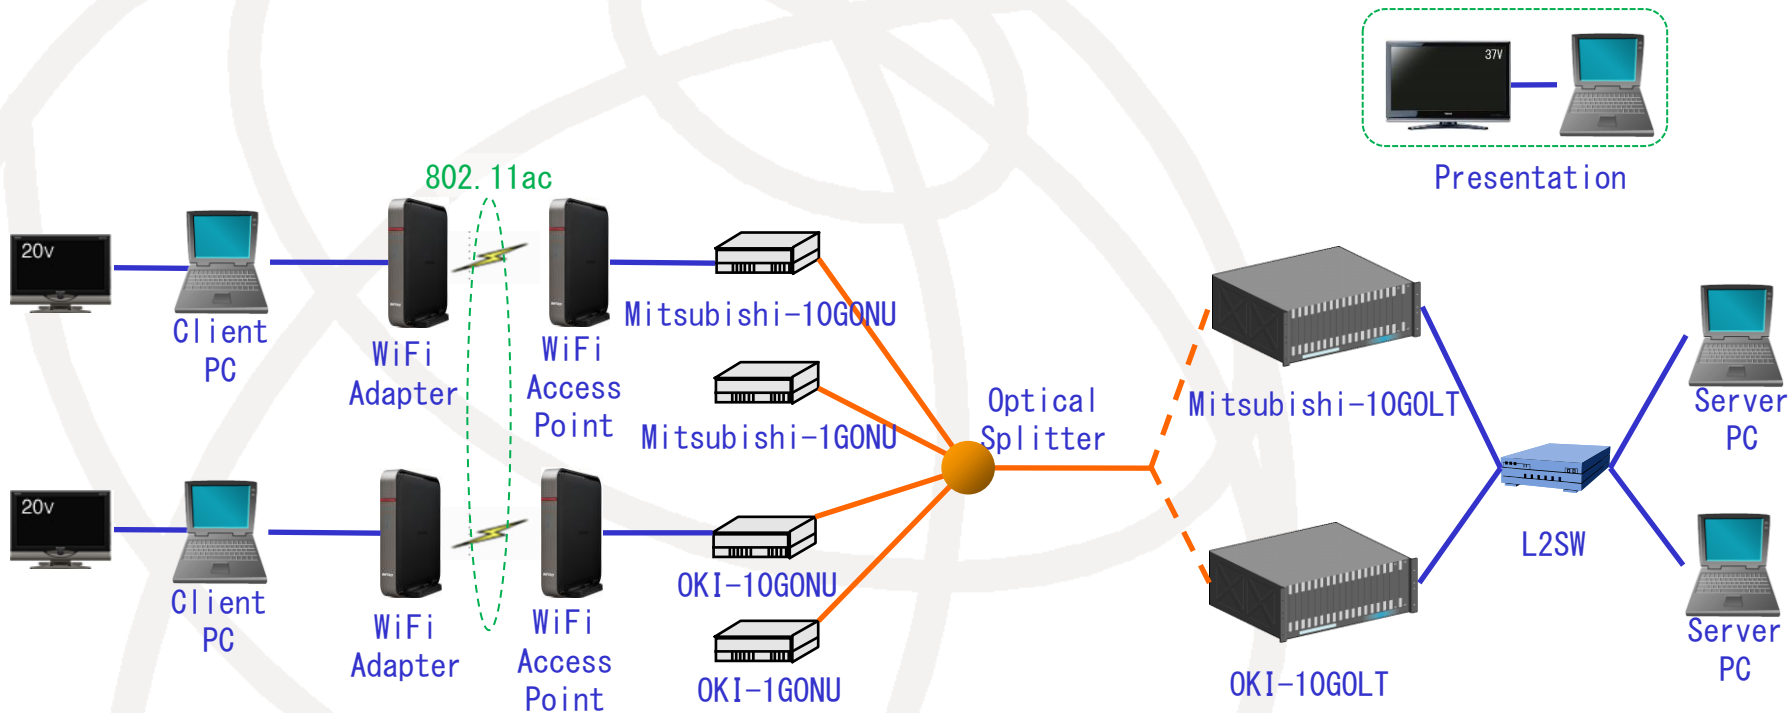 37V
Presentation
802.11ac
20v
Client
PC
WiFi
Adapter
WiFi
Access
Point
Mitsubishi-10GONU
Mitsubishi-1GONU
Optical
Splitter
Mitsubishi-10GOLT
Server
PC
20v
Client
PC
WiFi
Adapter
WiFi
Access
Point
OKI-10GONU
OKI-1GONU
OKI-10GOLT
L2SW
Server
PC